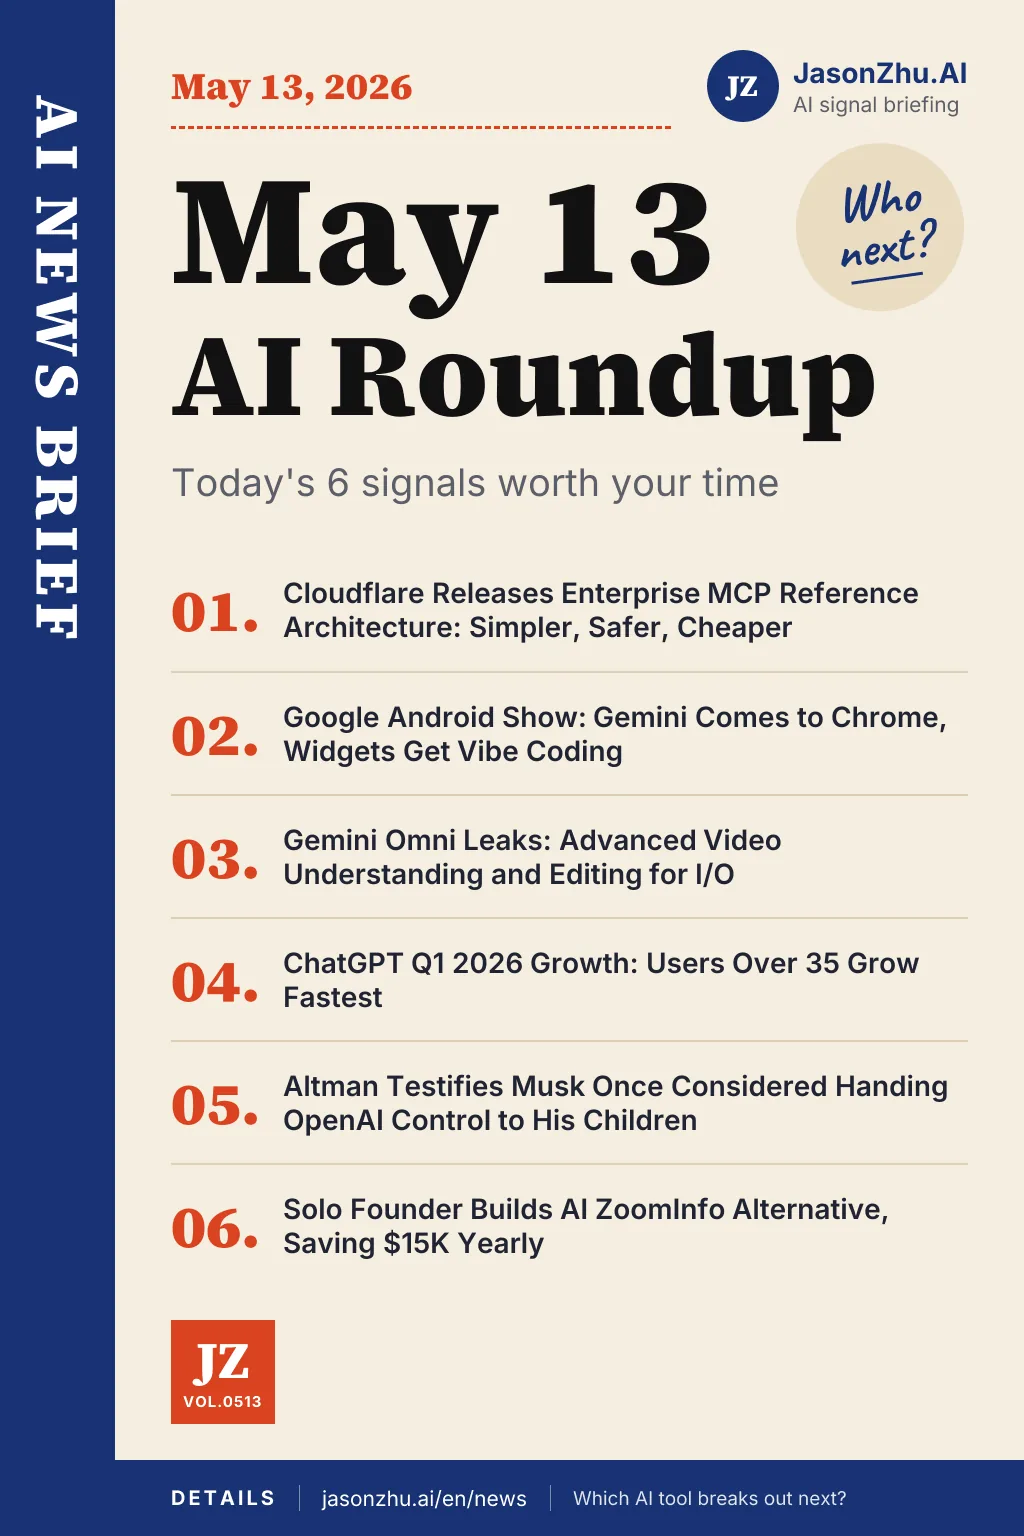 AI NEWS BRIEF
May 13, 2026
JZ
JasonZhu.AI
AI signal briefing
Who
next?
May 13
AI Roundup
Today's 6 signals worth your time
01.
Cloudflare Releases Enterprise MCP Reference
Architecture: Simpler, Safer, Cheaper
02.
Google Android Show: Gemini Comes to Chrome,
Widgets Get Vibe Coding
03.
Gemini Omni Leaks: Advanced Video
Understanding and Editing for I/O
04.
ChatGPT Q1 2026 Growth: Users Over 35 Grow
Fastest
05.
Altman Testifies Musk Once Considered Handing
OpenAI Control to His Children
06.
Solo Founder Builds AI ZoomInfo Alternative,
Saving $15K Yearly
JZ
VOL.0513
DETAILS
jasonzhu.ai/en/news
Which AI tool breaks out next?